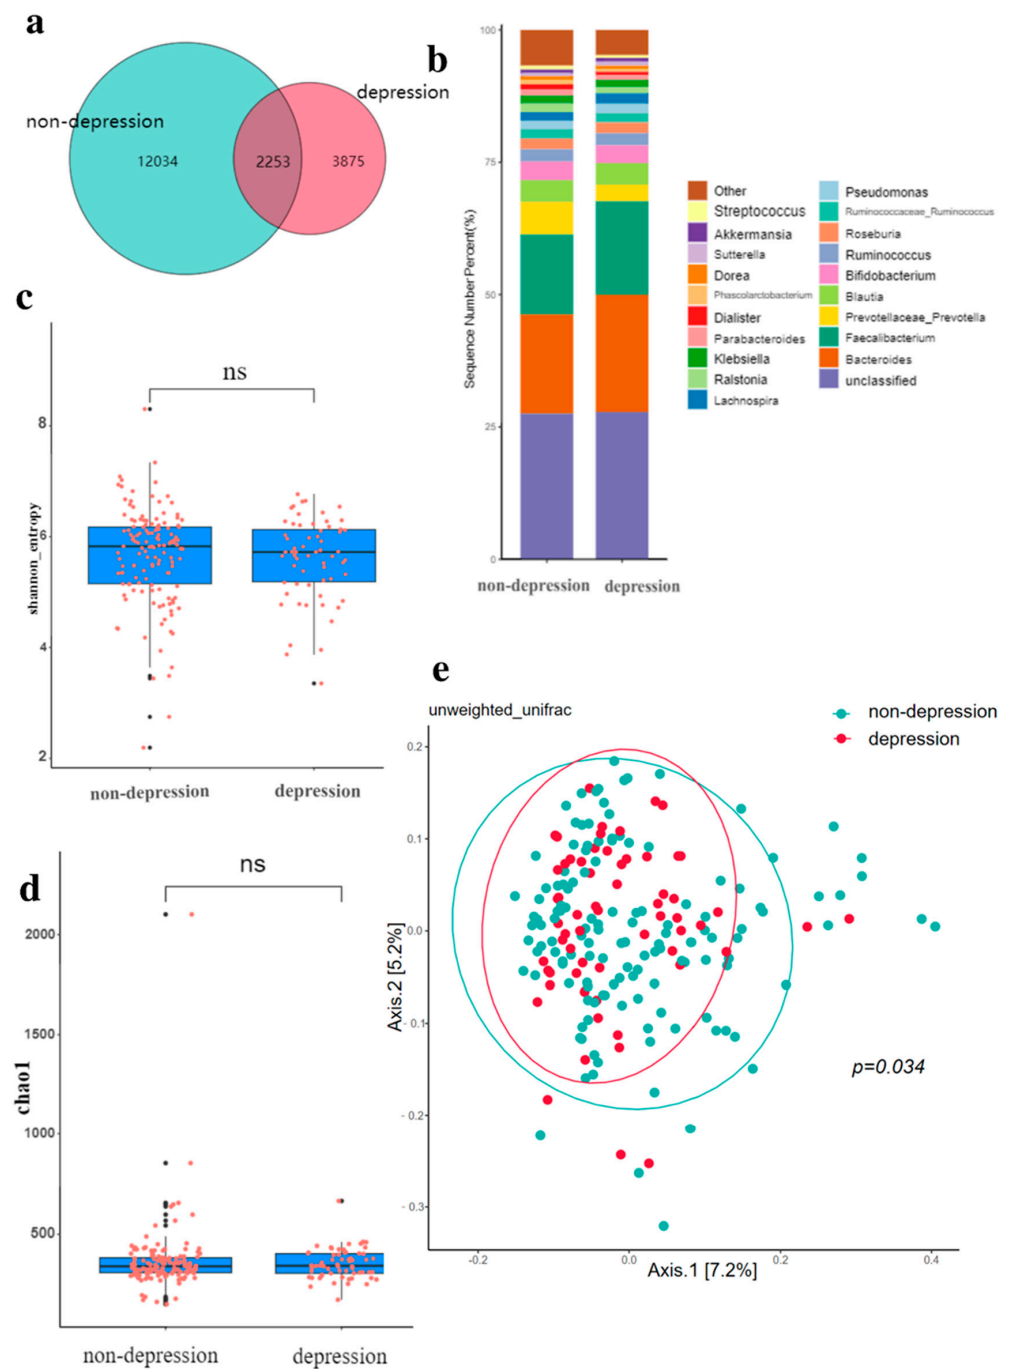 a
non-depression
depression
12034
2253
3875
b
Sequence Number Percent(%)
100
75
50
25
0
non-depression
depression
Other
Streptococcus
Akkermansia
Sutterella
Dorea
Phascolarctobacterium
Dialister
Parabacteroides
Klebsiella
Ralstonia
Lachnospira
Pseudomonas
Ruminococcaceae_Ruminococcus
Roseburia
Ruminococcus
Bifidobacterium
Blautia
Prevotellaceae_Prevotella
Faecalibacterium
Bacteroides
unclassified
c
ns
shannon_entropy
8
6
4
2
non-depression
depression
d
ns
chao1
2000
1500
1000
500
non-depression
depression
e
unweighted_unifrac
non-depression
depression
Axis.2 [5.2%]
0.2
0.1
0.0
- 0.1
- 0.2
- 0.3
p=0.034
-0.2
0.0
0.2
0.4
Axis.1 [7.2%]